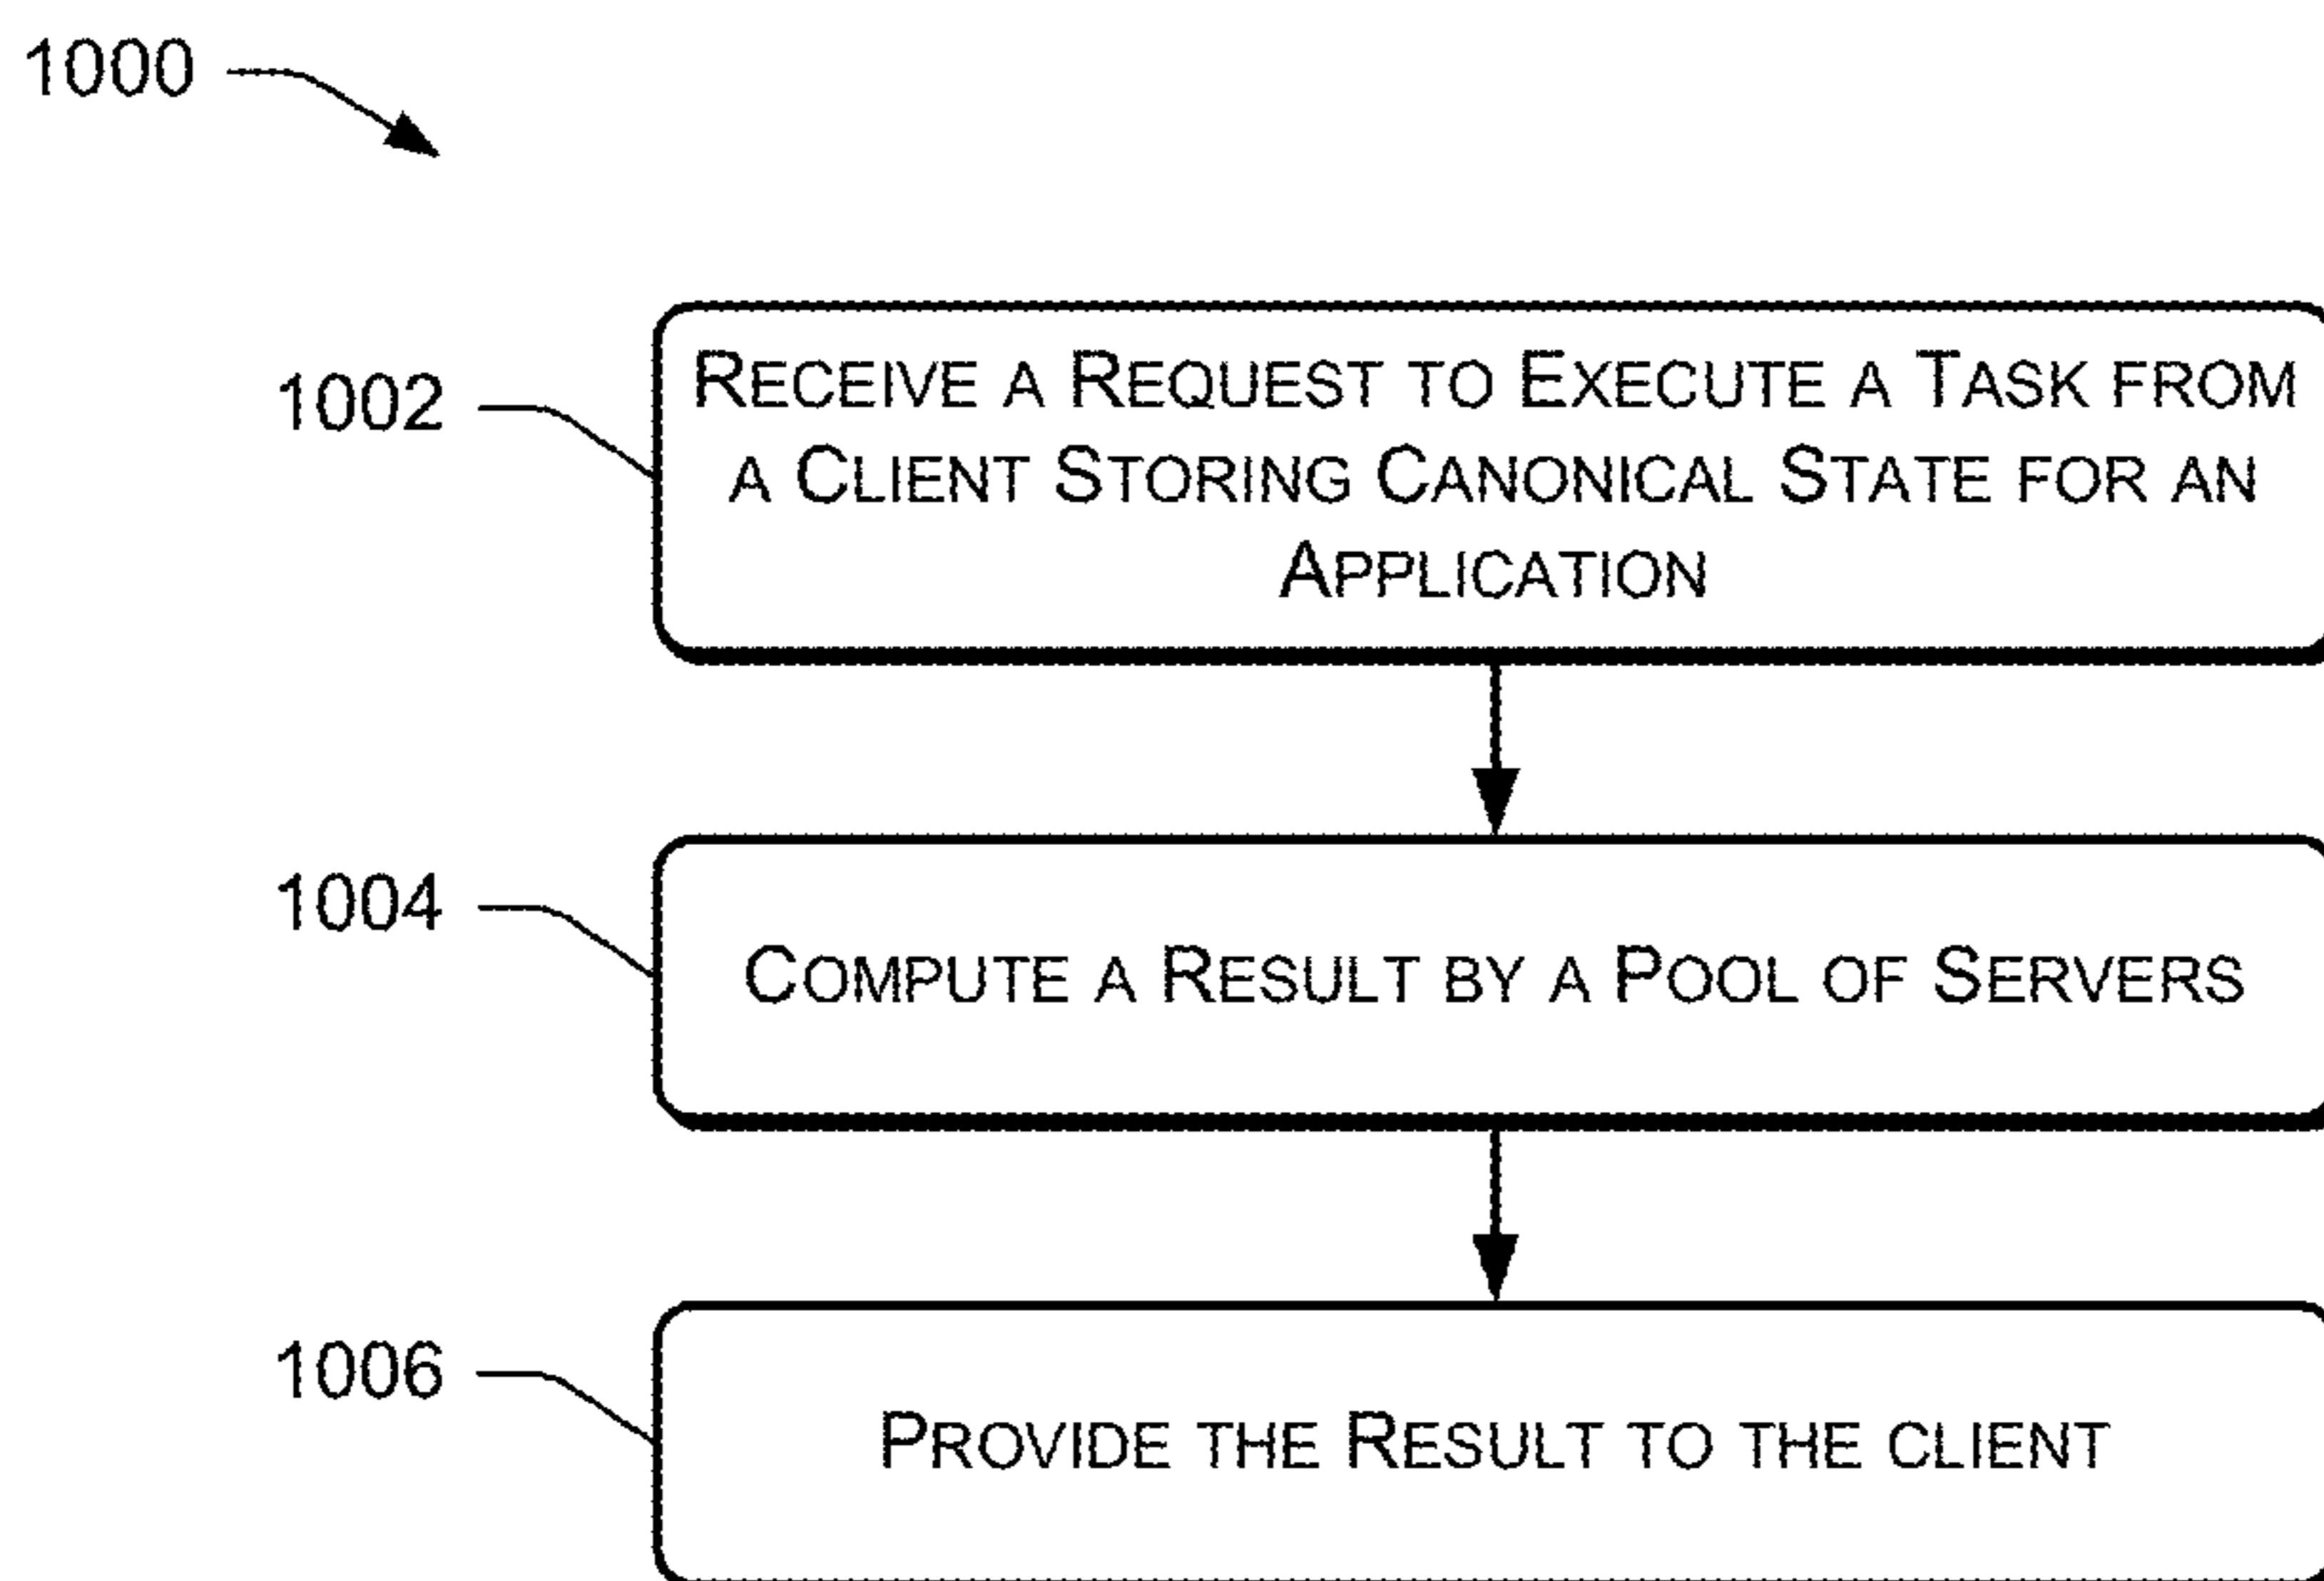 1000
1002
RECEIVE A REQUEST TO EXECUTE A TASK FROM
A CLIENT STORING CANONICAL STATE FOR AN
APPLICATION
1004
COMPUTE A RESULT BY A POOL OF SERVERS
1006
PROVIDE THE RESULT TO THE CLIENT